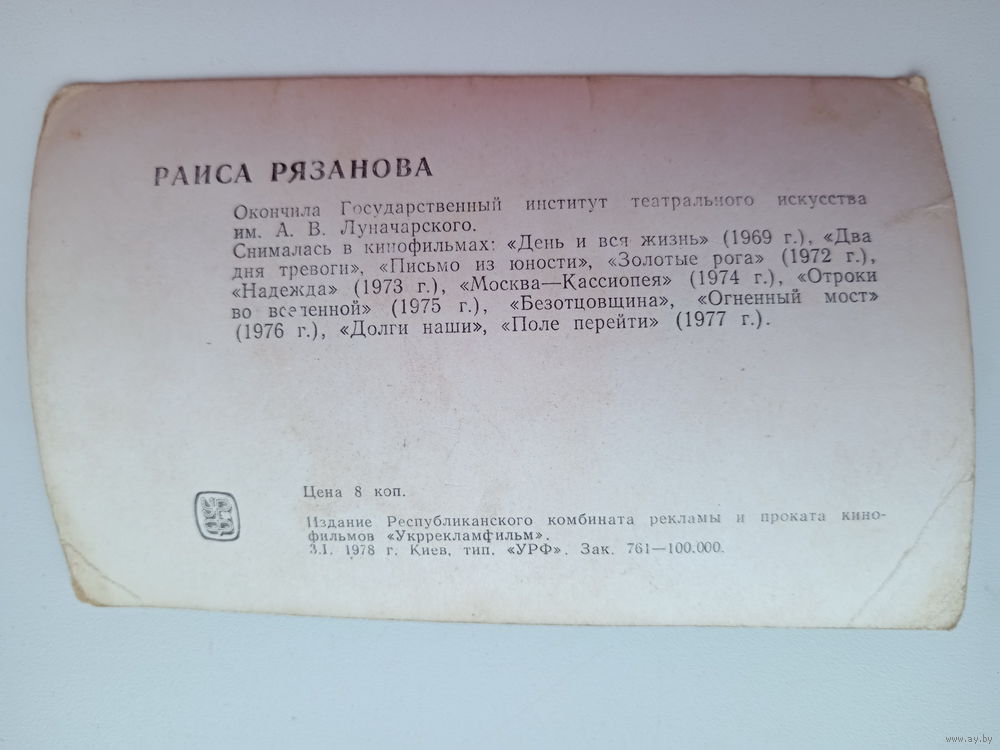 РАИСА РЯЗАНОВА
Окончила Государственный институт театрального искусства
им. А. В. Луначарского.
Снималась в кинофильмах: «День и вся жизнь» (1969 г.), «Два
дня тревоги», «Письмо из юности», «Золотые рога» (1972 г.),
«Надежда» (1973 г.), «Москва—Кассиопея» (1974 г.), «Отроки
во вселенной» (1975 г.), «Безотцовщина», «Огненный мост»
(1976 г.), «Долги наши», «Поле перейти» (1977 г.).
Цена 8 коп.
Издание Республиканского комбината рекламы и проката кино-
фильмов «Укррекламфильм».
3.I. 1978 г. Киев, тип. «УРФ». Зак. 761—100.000.
www.ay.by